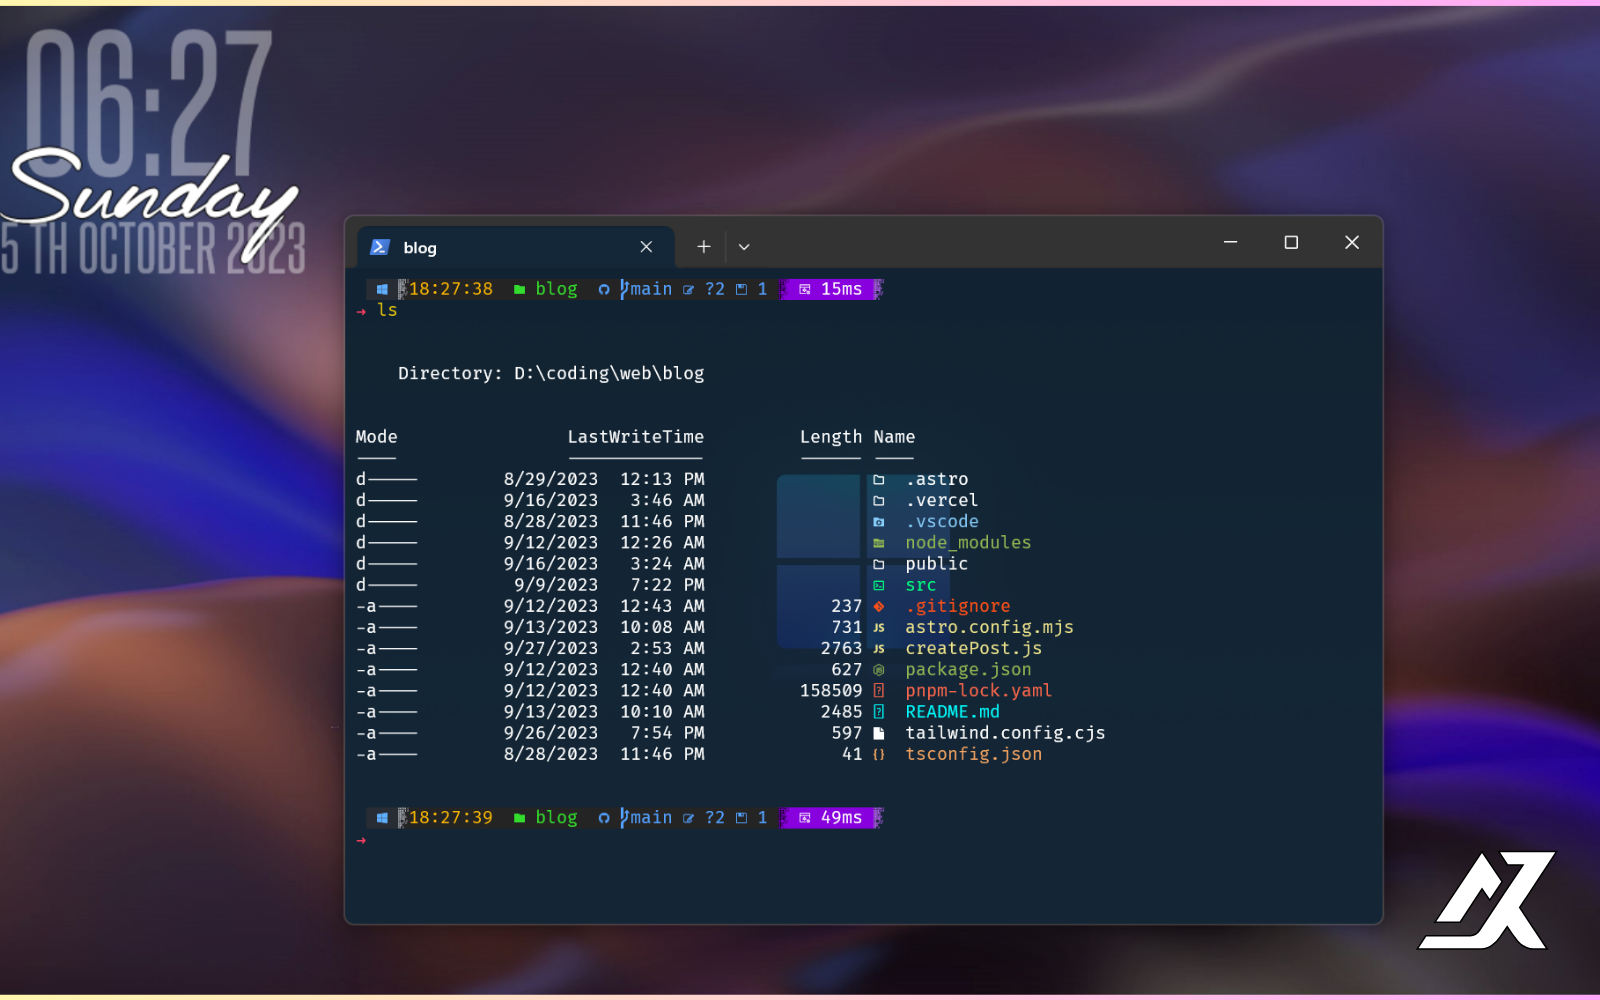 06:27
Sunday
5 TH OCTOBER 2023
blog
18:27:38 blog main ?2 1 15ms
→ ls
Directory: D:\coding\web\blog
Mode LastWriteTime Length Name
d---- 8/29/2023 12:13 PM .astro
d---- 9/16/2023 3:46 AM .vercel
d---- 8/28/2023 11:46 PM .vscode
d---- 9/12/2023 12:26 AM node_modules
d---- 9/16/2023 3:24 AM public
d---- 9/9/2023 7:22 PM src
-a--- 9/12/2023 12:43 AM 237 .gitignore
-a--- 9/13/2023 10:08 AM 731 JS astro.config.mjs
-a--- 9/27/2023 2:53 AM 2763 JS createPost.js
-a--- 9/12/2023 12:40 AM 627 package.json
-a--- 9/12/2023 12:40 AM 158509 pnpm-lock.yaml
-a--- 9/13/2023 10:10 AM 2485 README.md
-a--- 9/26/2023 7:54 PM 597 tailwind.config.cjs
-a--- 8/28/2023 11:46 PM 41 {} tsconfig.json
18:27:39 blog main ?2 1 49ms
→